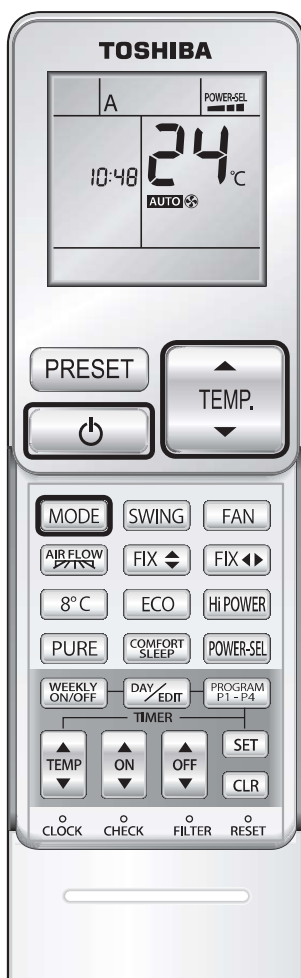 TOSHIBA
A POWER-SEL
10:48 24°C
AUTO
PRESET
TEMP.
MODE SWING FAN
AIR FLOW FIX FIX
8°C ECO Hi POWER
PURE COMFORT SLEEP POWER-SEL
WEEKLY ON/OFF DAY/EDIT PROGRAM P1 - P4
TIMER
TEMP ON OFF SET
CLR
CLOCK CHECK FILTER RESET